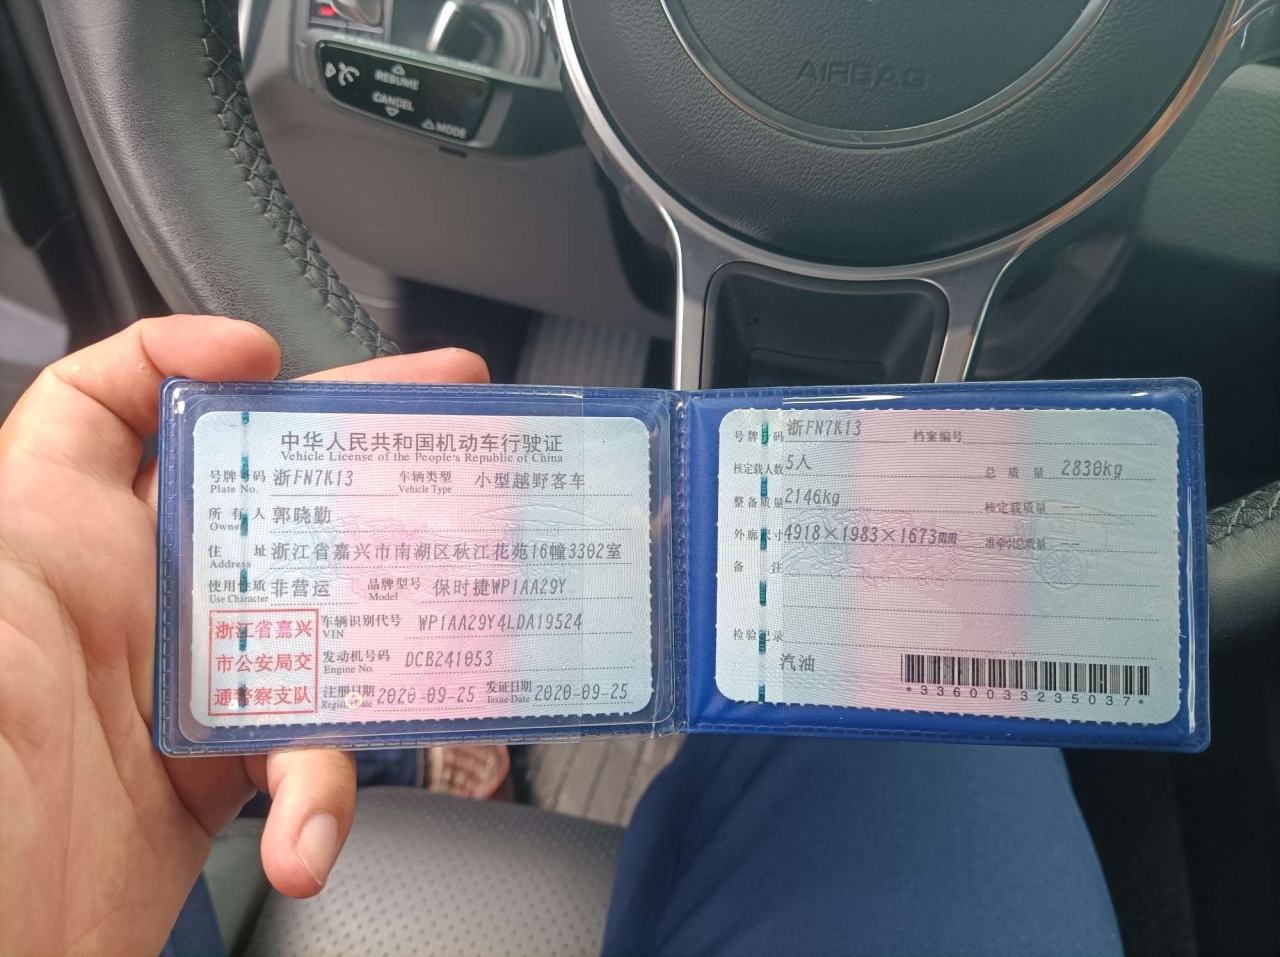 RESUME
CANCEL
MODE
AIRBAG
中华人民共和国机动车行驶证
Vehicle License of the People's Republic of China
号牌号码 浙FN7K13 车辆类型 小型越野客车
Plate No. Vehicle Type
所有人 郭晓勤
Owner
住址 浙江省嘉兴市南湖区秋江花苑16幢3302室
Address
使用性质 非营运 品牌型号 保时捷WP1AA29Y
Use Character Model
浙江省嘉兴
市公安局交
通警察支队
车辆识别代号 WP1AA29Y4LDA19524
VIN
发动机号码 DCB241053
Engine No.
注册日期 2020-09-25 发证日期 2020-09-25
Register Date Issue Date
号牌号码 浙FN7K13 档案编号
核定载人数 5人 总质量 2830kg
整备质量 2146kg 核定载质量 --
外廓尺寸 4918×1983×1673mm 准牵引总质量 --
备注
检验记录
汽油
*3360033235037*